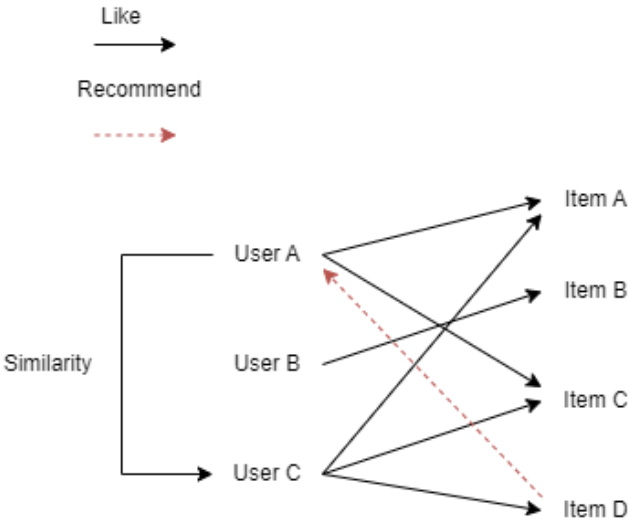 Like
Recommend
Item A
User A
Item B
Similarity
User B
Item C
User C
Item D